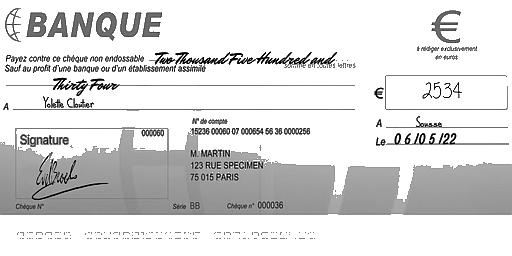 BANQUE
€
à rédiger exclusivement
en euros
Payez contre ce chèque non endossable Two Thousand Five Hundred and
Sauf au profit d'une banque ou d'un établissement assimilé somme en toutes lettres
Thirty Four
€ 2534
A Yolette Cloutier
A Sousse
Le 06/05/22
Signature
000060
N° de compte
15236 00060 07 000654 56 36 0000256
M. MARTIN
123 RUE SPECIMEN
75 015 PARIS
Chèque N° Série BB Chèque n° 000036